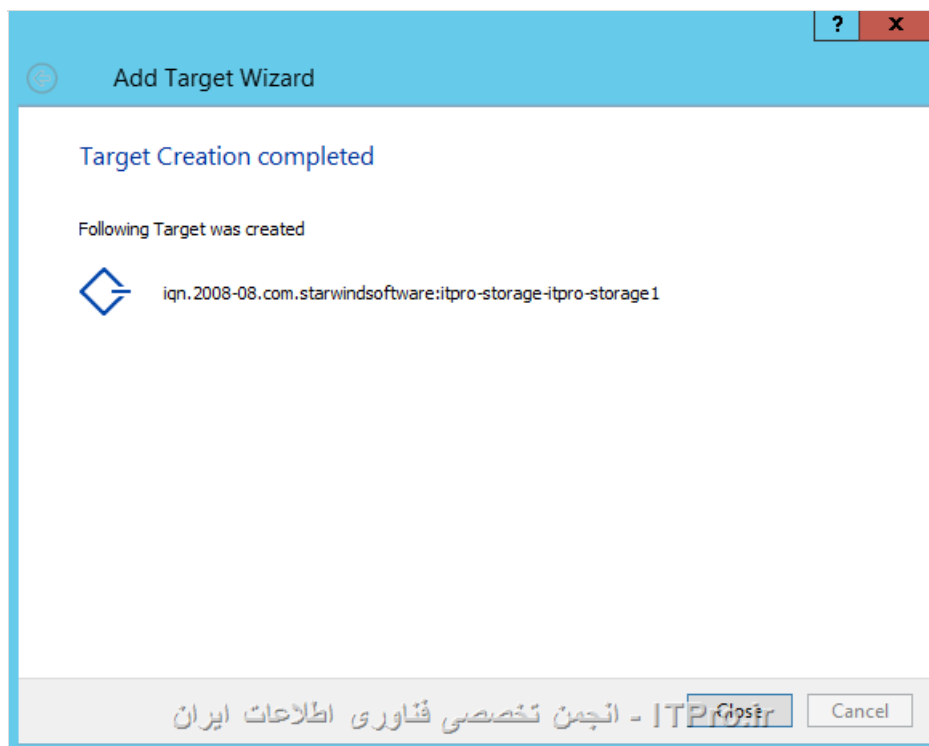 ?
x
Add Target Wizard
Target Creation completed
Following Target was created
iqn.2008-08.com.starwindsoftware:itpro-storage-itpro-storage1
Close
Cancel
ITPro.ir - انجمن تخصصی فناوری اطلاعات ایران